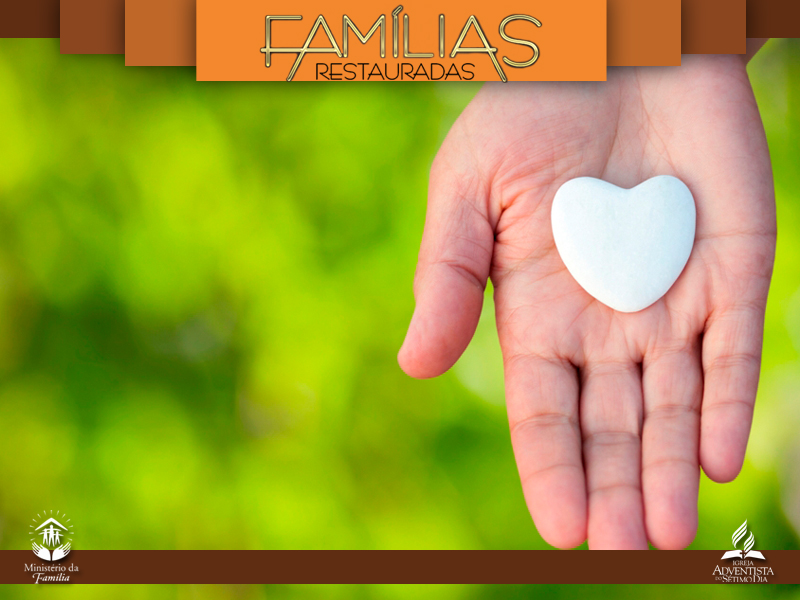 FAMÍLIAS
RESTAURADAS
Ministério da
Família
IGREJA
ADVENTISTA
DO SÉTIMO DIA